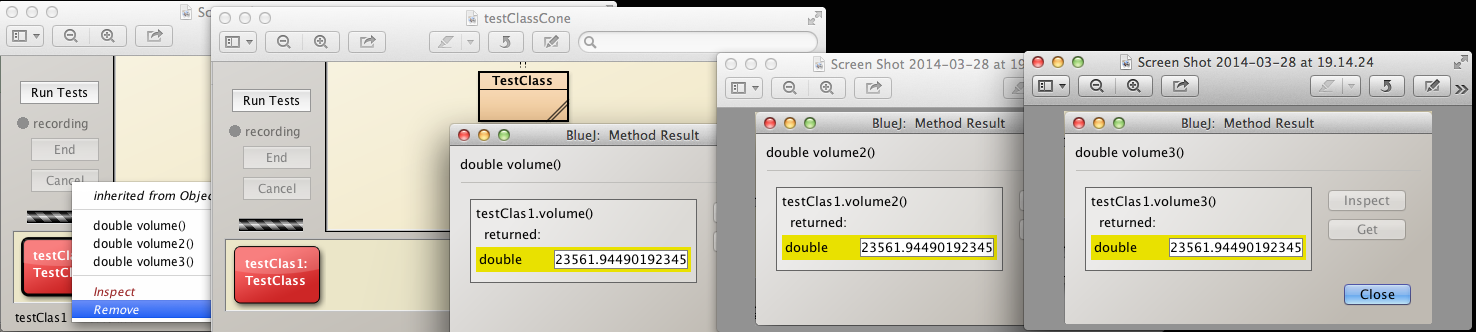 Sc
Run Tests
recording
End
Cancel
inherited from Objec
double volume()
double volume2()
double volume3()
Inspect
Remove
testClas1:
TestClass
testClas1
testClassCone
Run Tests
recording
End
Cancel
TestClass
testClas1:
TestClass
BlueJ: Method Result
double volume()
testClas1.volume()
returned:
double 23561.94490192345
Screen Shot 2014-03-28 at 19.
BlueJ: Method Result
double volume2()
testClas1.volume2()
returned:
double 23561.94490192345
Screen Shot 2014-03-28 at 19.14.24
BlueJ: Method Result
double volume3()
testClas1.volume3()
returned:
double 23561.94490192345
Inspect
Get
Close